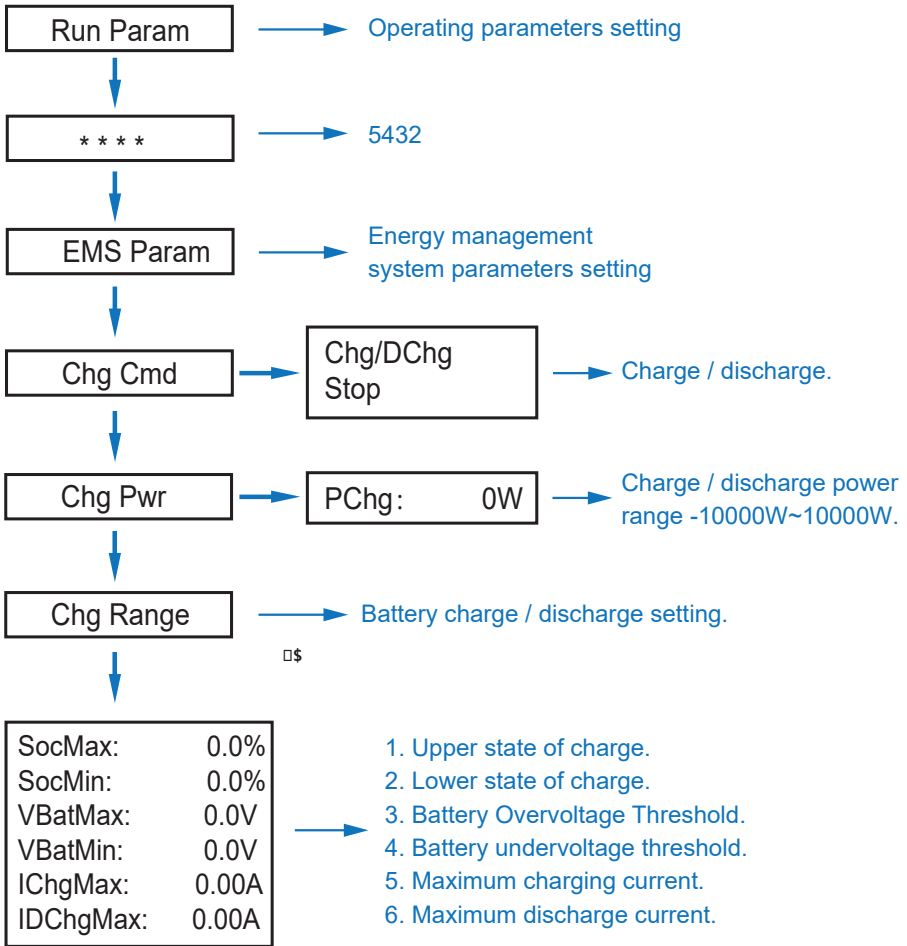 Run Param
Operating parameters setting
* * * *
5432
EMS Param
Energy management
system parameters setting
Chg Cmd
Chg/DChg
Stop
Charge / discharge.
Chg Pwr
PChg: 0W
Charge / discharge power
range -10000W~10000W.
Chg Range
Battery charge / discharge setting.
□$
SocMax: 0.0%
SocMin: 0.0%
VBatMax: 0.0V
VBatMin: 0.0V
IChgMax: 0.00A
IDChgMax: 0.00A
1. Upper state of charge.
2. Lower state of charge.
3. Battery Overvoltage Threshold.
4. Battery undervoltage threshold.
5. Maximum charging current.
6. Maximum discharge current.